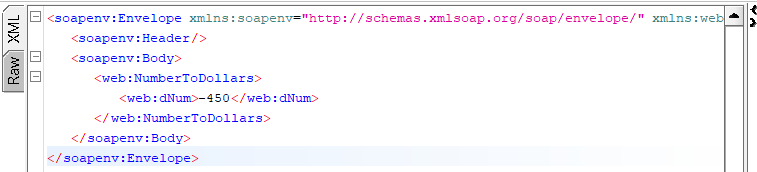 XML
Raw
<soapenv:Envelope xmlns:soapenv="http://schemas.xmlsoap.org/soap/envelope/" xmlns:web
<soapenv:Header/>
<soapenv:Body>
<web:NumberToDollars>
<web:dNum>-450</web:dNum>
</web:NumberToDollars>
</soapenv:Body>
</soapenv:Envelope>